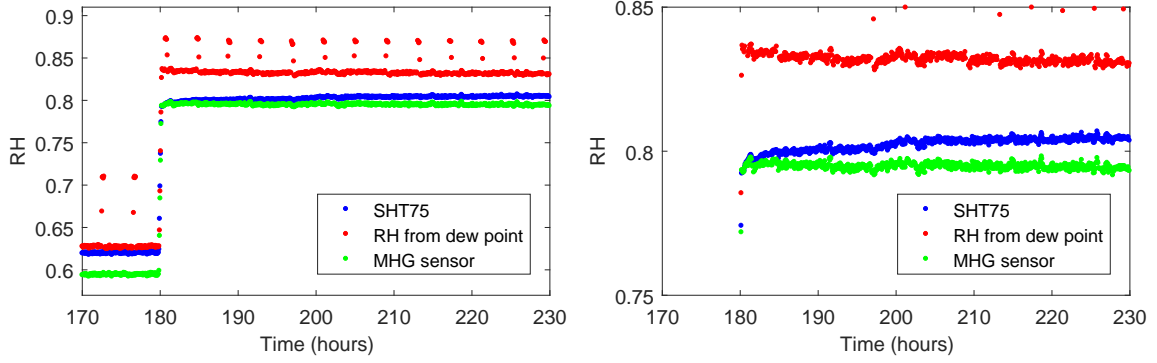 0.9
0.85
0.8
0.75
0.7
0.65
0.6
RH
170
180
190
200
210
220
230
Time (hours)
SHT75
RH from dew point
MHG sensor
0.85
0.8
0.75
RH
170
180
190
200
210
220
230
Time (hours)
SHT75
RH from dew point
MHG sensor